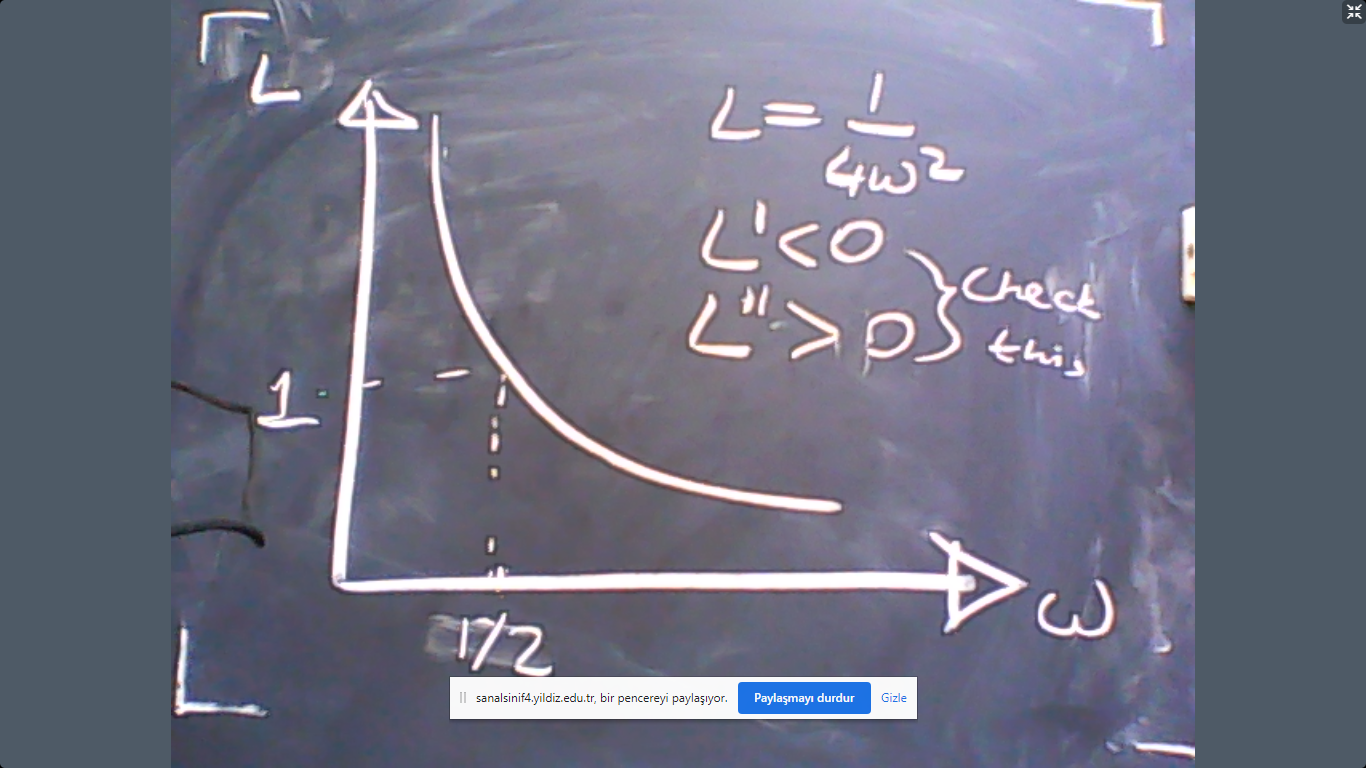 L
L = 1/4w²
L' < 0
L'' > 0 } Check this
1
1/2
w
sanalsinif4.yildiz.edu.tr, bir pencereyi paylaşıyor. Paylaşmayı durdur Gizle